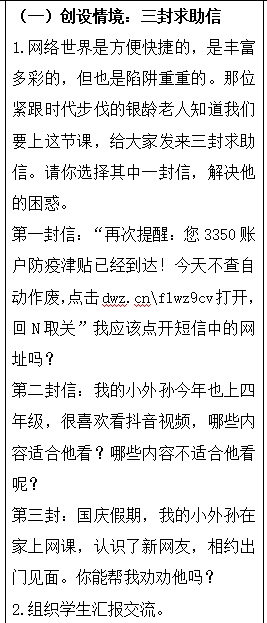 （一）创设情境：三封求助信
1.网络世界是方便快捷的，是丰富
多彩的，但也是陷阱重重的。那位
紧跟时代步伐的银龄老人知道我们
要上这节课，给大家发来三封求助
信。请你选择其中一封信，解决他
的困惑。
第一封信：“再次提醒：您 3350 账
户防疫津贴已经到达！今天不查自
动作废，点击 dwz.cn\flwz9cv 打开，
回 N 取关”我应该点开短信中的网
址吗？
第二封信：我的小外孙今年也上四
年级，很喜欢看抖音视频，哪些内
容适合他看？哪些内容不适合他看
呢？
第三封：国庆假期，我的小外孙在
家上网课，认识了新网友，相约出
门见面。你能帮我劝劝他吗？
2.组织学生汇报交流。